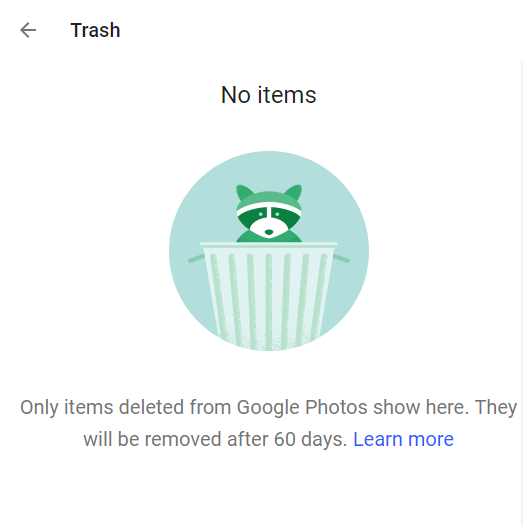 Trash
No items
Only items deleted from Google Photos show here. They
will be removed after 60 days. Learn more